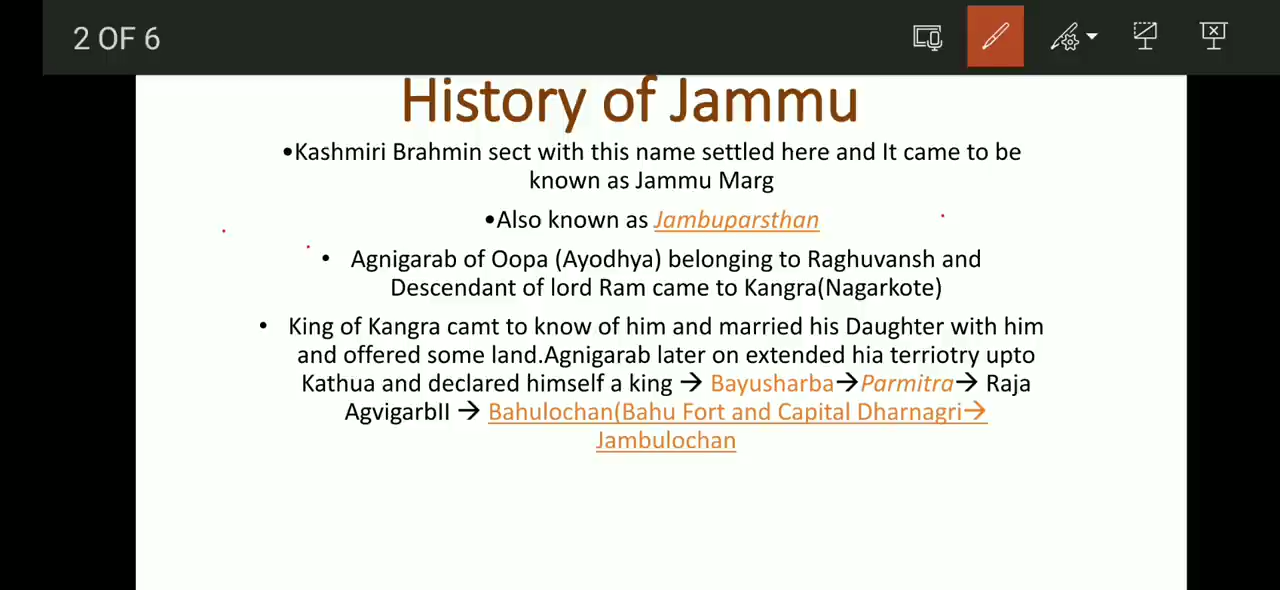 2 OF 6
History of Jammu
•Kashmiri Brahmin sect with this name settled here and It came to be
known as Jammu Marg
•Also known as Jambuparsthan
• Agnigarab of Oopa (Ayodhya) belonging to Raghuvansh and
Descendant of lord Ram came to Kangra(Nagarkote)
• King of Kangra camt to know of him and married his Daughter with him
and offered some land.Agnigarab later on extended hia terriotry upto
Kathua and declared himself a king → Bayusharba→Parmitra→ Raja
AgvigarbII → Bahulochan(Bahu Fort and Capital Dharnagri→
Jambulochan